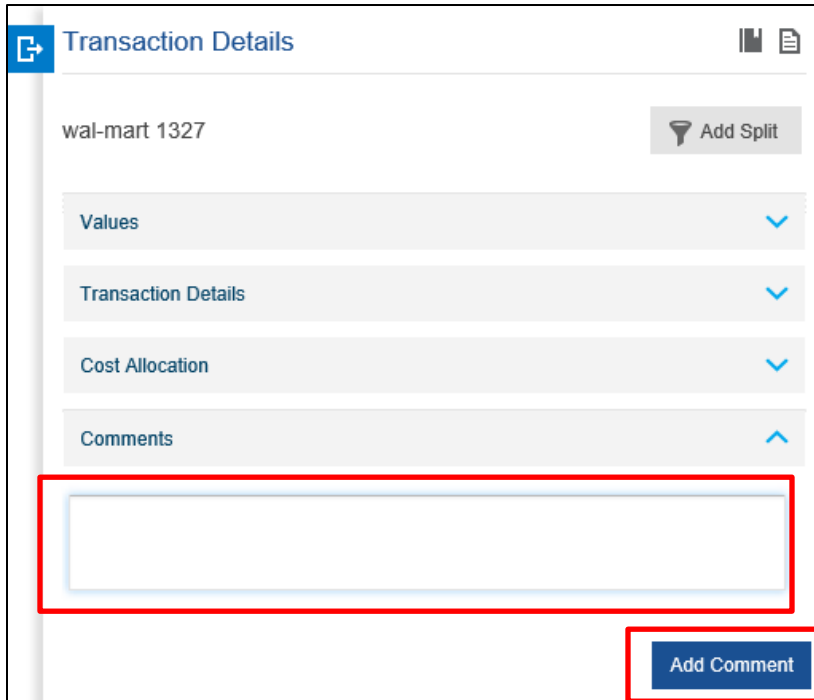 Transaction Details
wal-mart 1327
Add Split
Values
Transaction Details
Cost Allocation
Comments
Add Comment